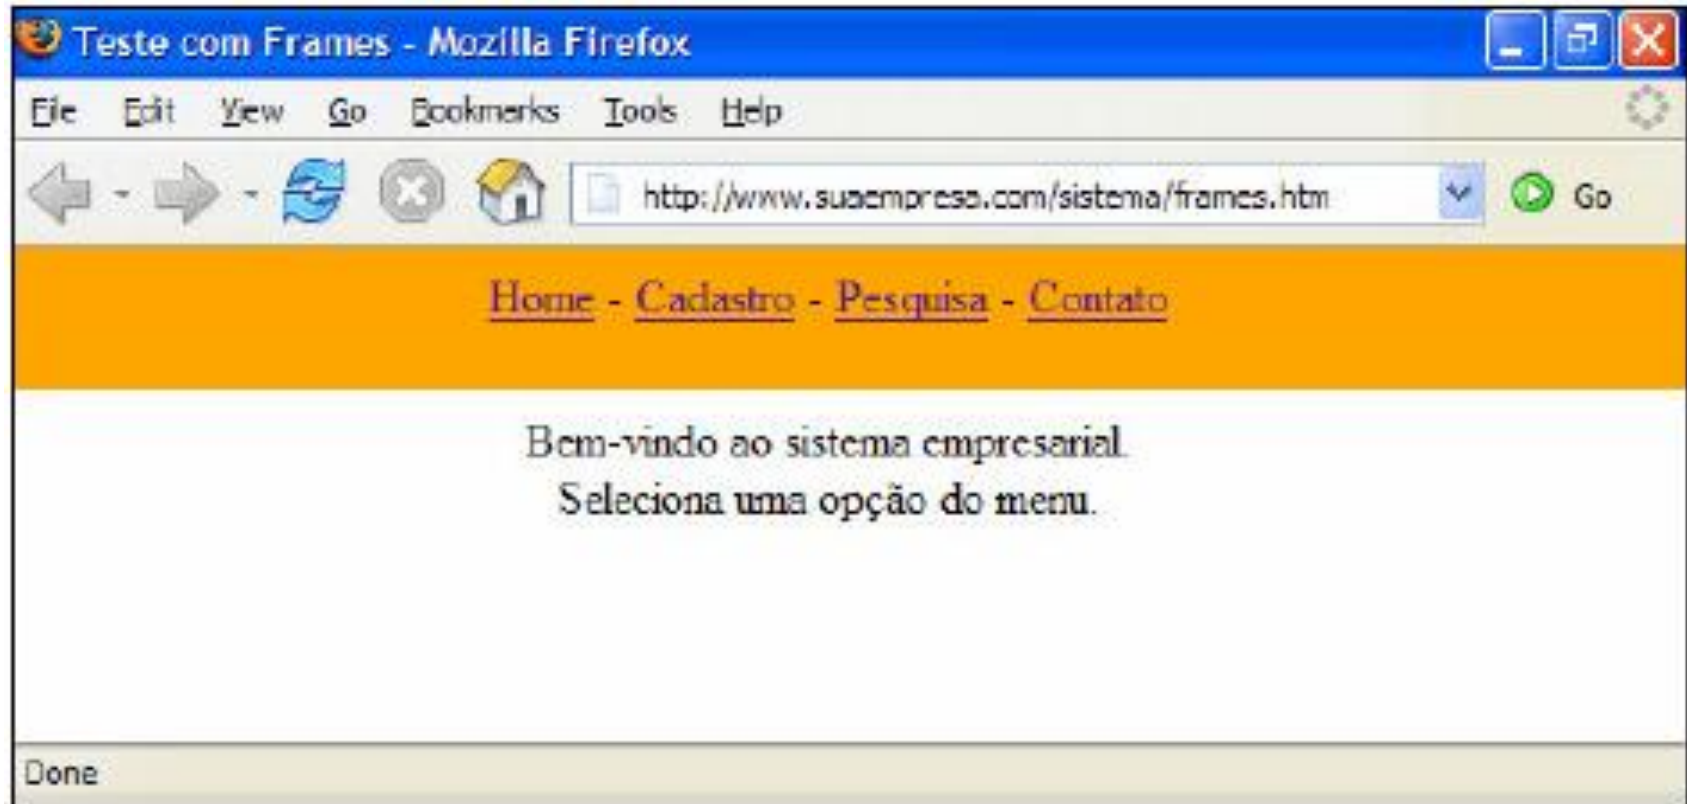 Teste com Frames - Mozilla Firefox
File Edit View Go Bookmarks Tools Help
http://www.suaempresa.com/sistema/frames.htm Go
Home - Cadastro - Pesquisa - Contato
Bem-vindo ao sistema empresarial.
Seleciona uma opção do menu.
Done